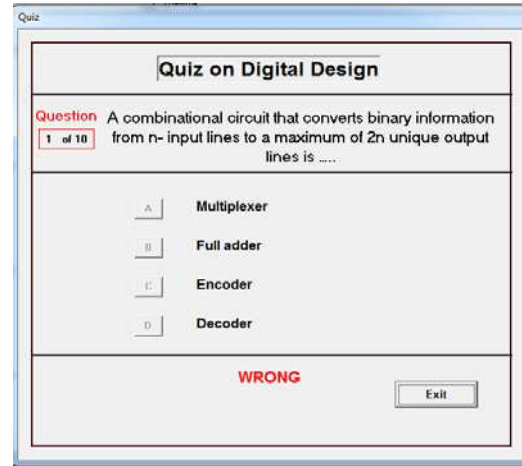 Quiz
Quiz on Digital Design
Question
1 of 10
A combinational circuit that converts binary information
from n- input lines to a maximum of 2n unique output
lines is ....
A Multiplexer
B Full adder
C Encoder
D Decoder
WRONG
Exit